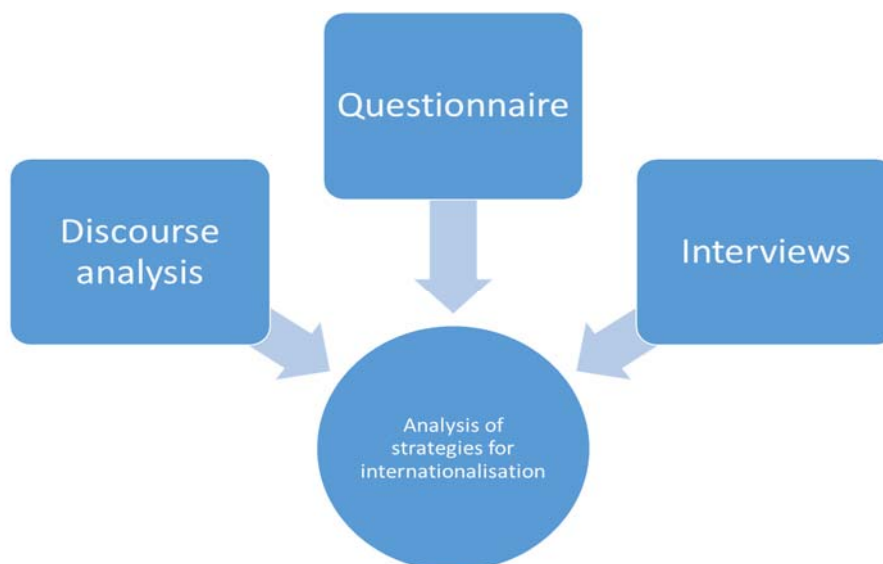 Questionnaire
Discourse
analysis
Interviews
Analysis of
strategies for
internationalisation